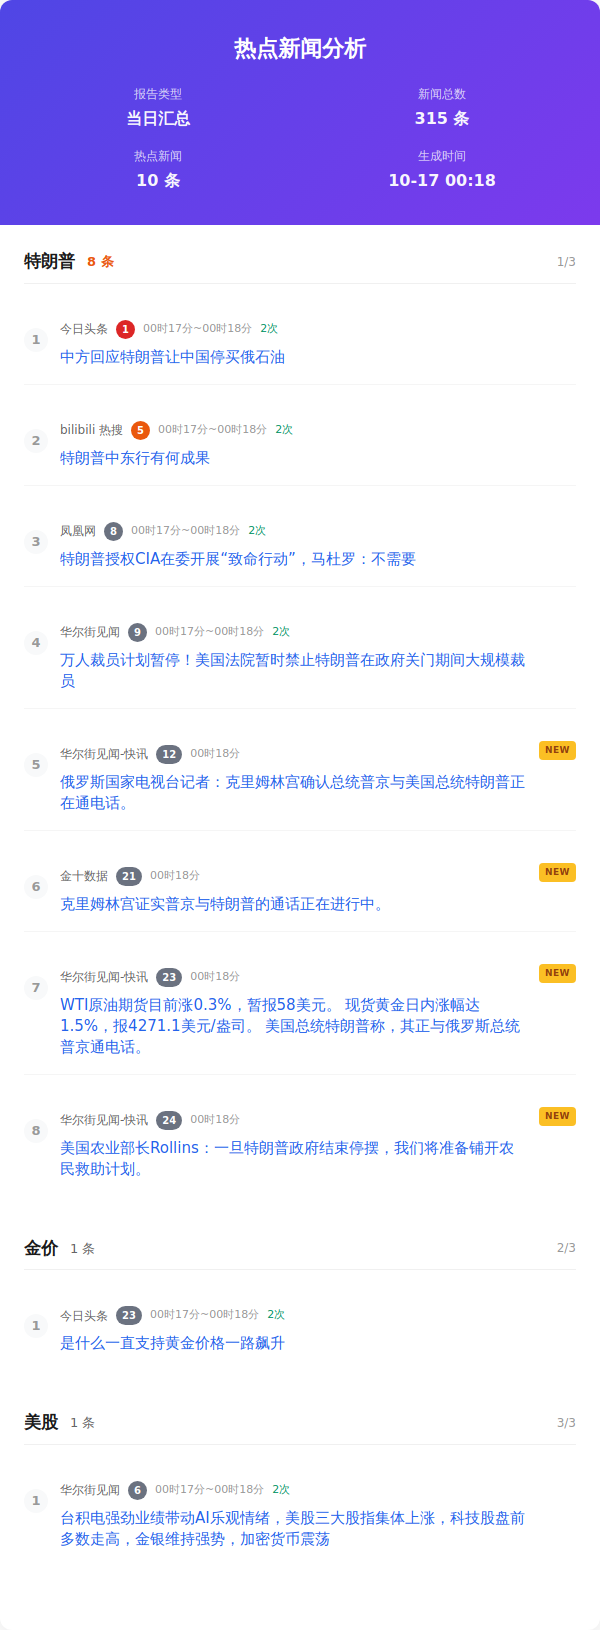 热点新闻分析
报告类型
新闻总数
当日汇总
315 条
热点新闻
生成时间
10 条
10-17 00:18
特朗普 8 条 1/3
1
今日头条 1 00时17分~00时18分 2次
中方回应特朗普让中国停买俄石油
2
bilibili 热搜 5 00时17分~00时18分 2次
特朗普中东行有何成果
3
凤凰网 8 00时17分~00时18分 2次
特朗普授权CIA在委开展“致命行动”，马杜罗：不需要
4
华尔街见闻 9 00时17分~00时18分 2次
万人裁员计划暂停！美国法院暂时禁止特朗普在政府关门期间大规模裁
员
5
华尔街见闻-快讯 12 00时18分 NEW
俄罗斯国家电视台记者：克里姆林宫确认总统普京与美国总统特朗普正
在通电话。
6
金十数据 21 00时18分 NEW
克里姆林宫证实普京与特朗普的通话正在进行中。
7
华尔街见闻-快讯 23 00时18分 NEW
WTI原油期货目前涨0.3%，暂报58美元。 现货黄金日内涨幅达
1.5%，报4271.1美元/盎司。 美国总统特朗普称，其正与俄罗斯总统
普京通电话。
8
华尔街见闻-快讯 24 00时18分 NEW
美国农业部长Rollins：一旦特朗普政府结束停摆，我们将准备铺开农
民救助计划。
金价 1 条 2/3
1
今日头条 23 00时17分~00时18分 2次
是什么一直支持黄金价格一路飙升
美股 1 条 3/3
1
华尔街见闻 6 00时17分~00时18分 2次
台积电强劲业绩带动AI乐观情绪，美股三大股指集体上涨，科技股盘前
多数走高，金银维持强势，加密货币震荡